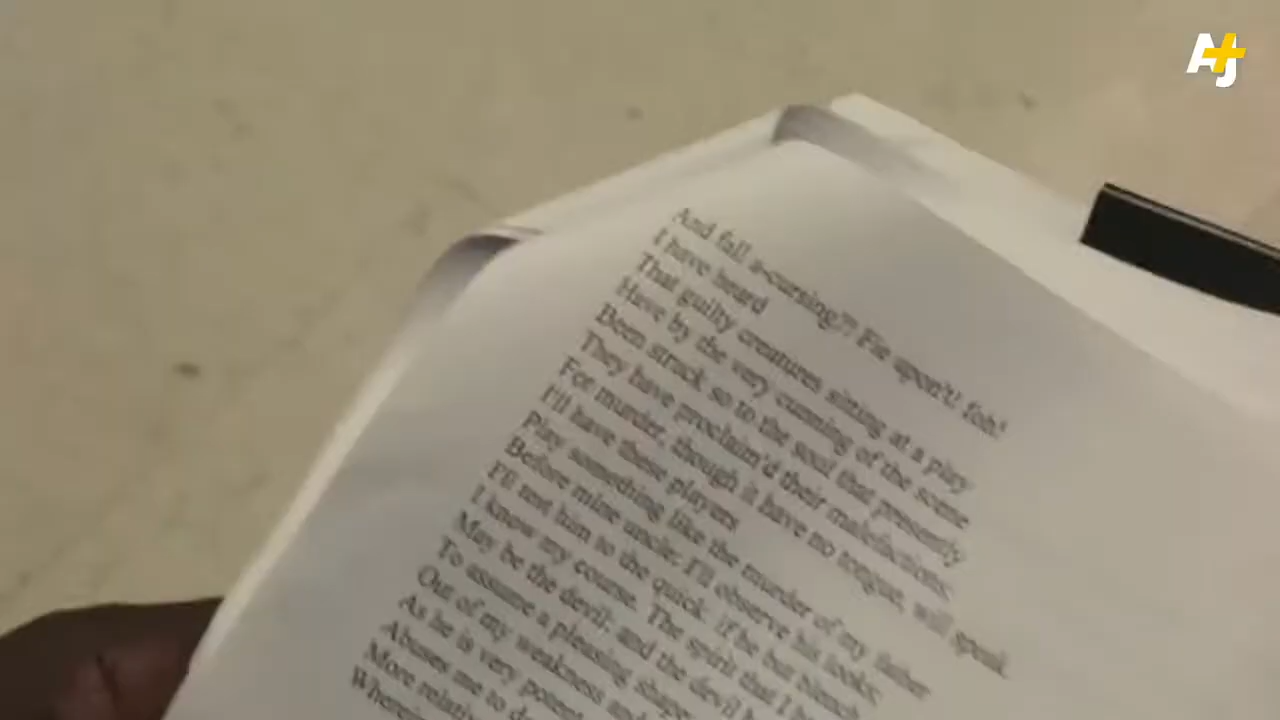 AJ+
And fall a-cursing?! Fie upon't! foh!
I have heard
That guilty creatures sitting at a play
Have by the very cunning of the scene
Been struck so to the soul that presently
They have proclaim'd their malefactions;
For murder, though it have no tongue, will speak
I'll have these players
Play something like the murder of my father
Before mine uncle: I'll observe his looks;
I'll tent him to the quick: if he but blench
I know my course. The spirit that I
May be the devil: and the devil
To assume a pleasing shape
Out of my weakness and
As he is very potent
Abuses me to
More relative
Wherein